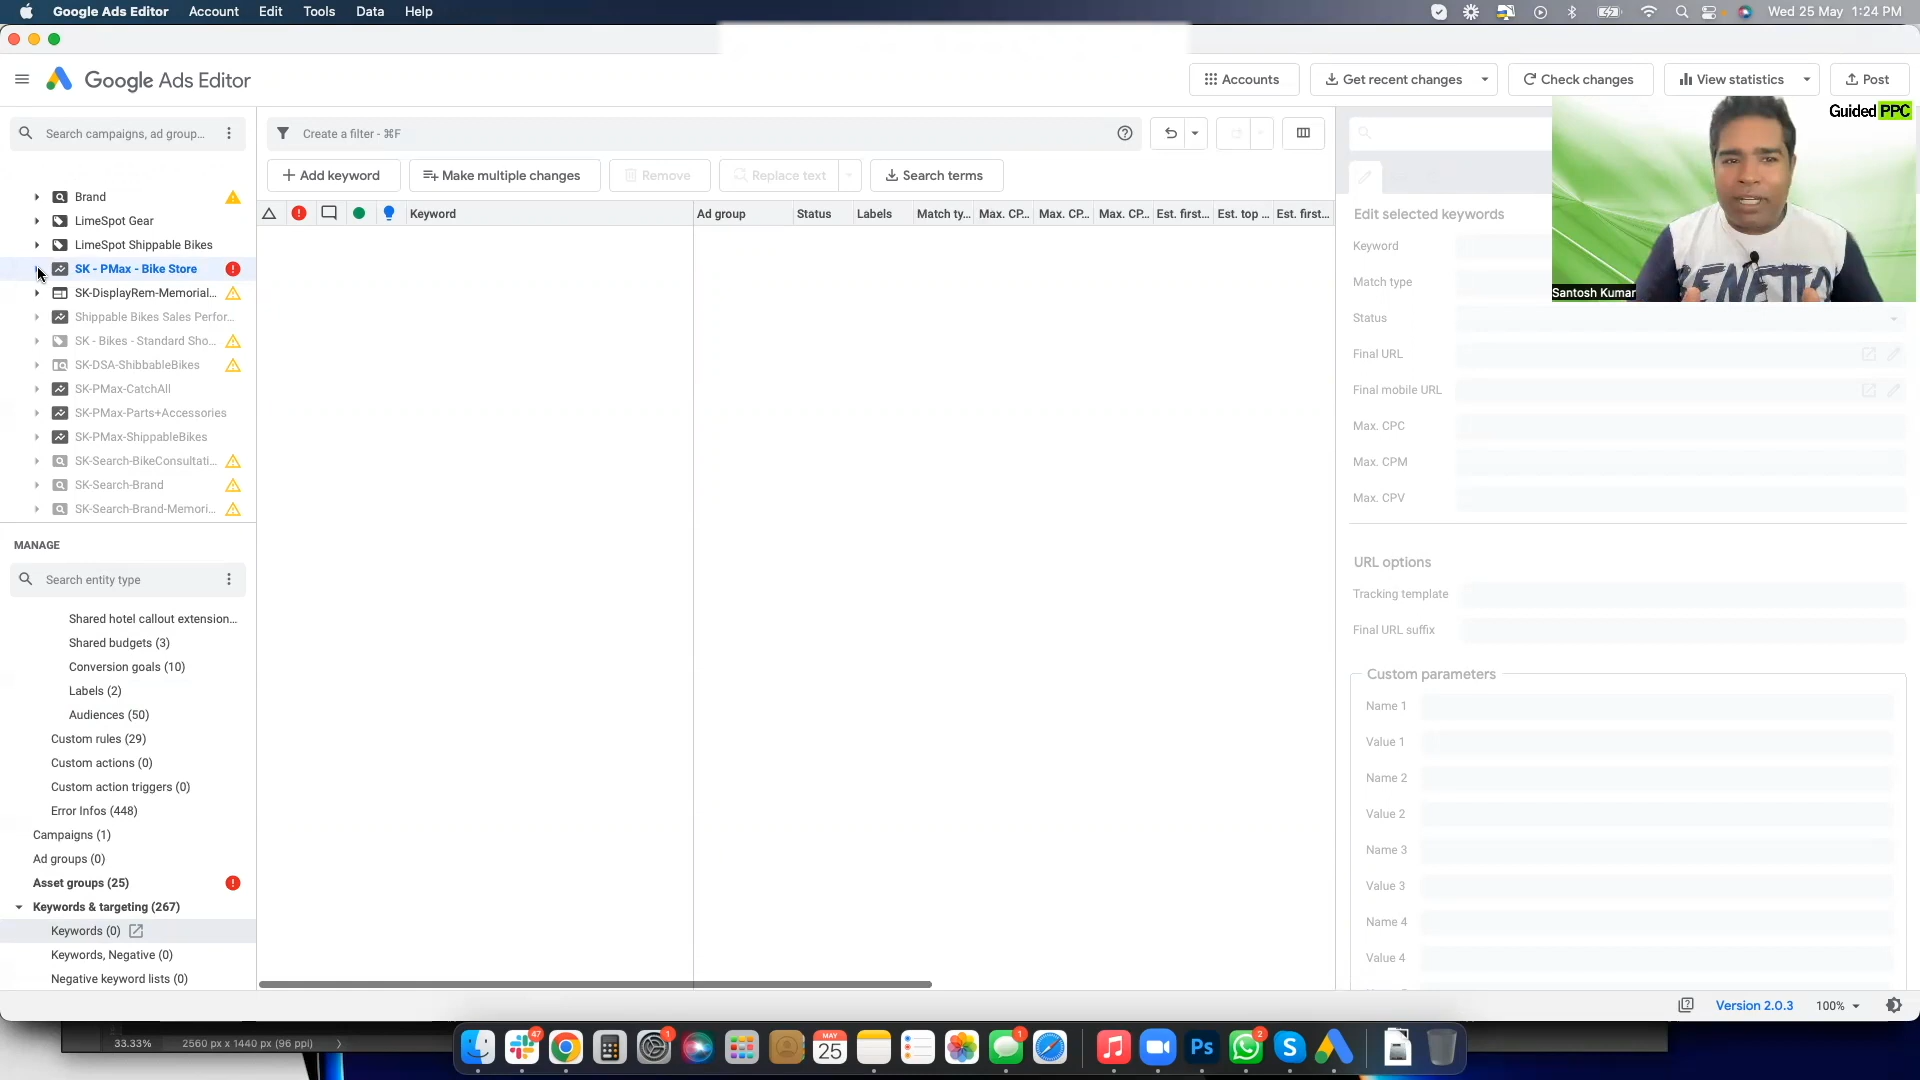 Google Ads Editor Account Edit Tools Data Help
Wed 25 May 1:24 PM
Google Ads Editor
Accounts
Get recent changes
Check changes
View statistics
Post
Guided PPC
Search campaigns, ad group...
Create a filter - ⌘F
Add keyword
Make multiple changes
Remove
Replace text
Search terms
Brand
LimeSpot Gear
LimeSpot Shippable Bikes
SK - PMax - Bike Store
SK-DisplayRem-Memorial...
Shippable Bikes Sales Perfor...
SK - Bikes - Standard Sho...
SK-DSA-ShibbableBikes
SK-PMax-CatchAll
SK-PMax-Parts+Accessories
SK-PMax-ShippableBikes
SK-Search-BikeConsultati...
SK-Search-Brand
SK-Search-Brand-Memori...
Keyword
Ad group
Status
Labels
Match ty...
Max. CP...
Max. CP...
Max. CP...
Est. first...
Est. top ...
Est. first...
Edit selected keywords
Keyword
Match type
Status
Final URL
Final mobile URL
Max. CPC
Max. CPM
Max. CPV
URL options
Tracking template
Final URL suffix
Custom parameters
Name 1
Value 1
Name 2
Value 2
Name 3
Value 3
Name 4
Value 4
Santosh Kumar
MANAGE
Search entity type
Shared hotel callout extension...
Shared budgets (3)
Conversion goals (10)
Labels (2)
Audiences (50)
Custom rules (29)
Custom actions (0)
Custom action triggers (0)
Error Infos (448)
Campaigns (1)
Ad groups (0)
Asset groups (25)
Keywords & targeting (267)
Keywords (0)
Keywords, Negative (0)
Negative keyword lists (0)
Version 2.0.3
100%
33.33%
2560 px x 1440 px (96 ppi)
47
1
MAY
25
1
Ps
2